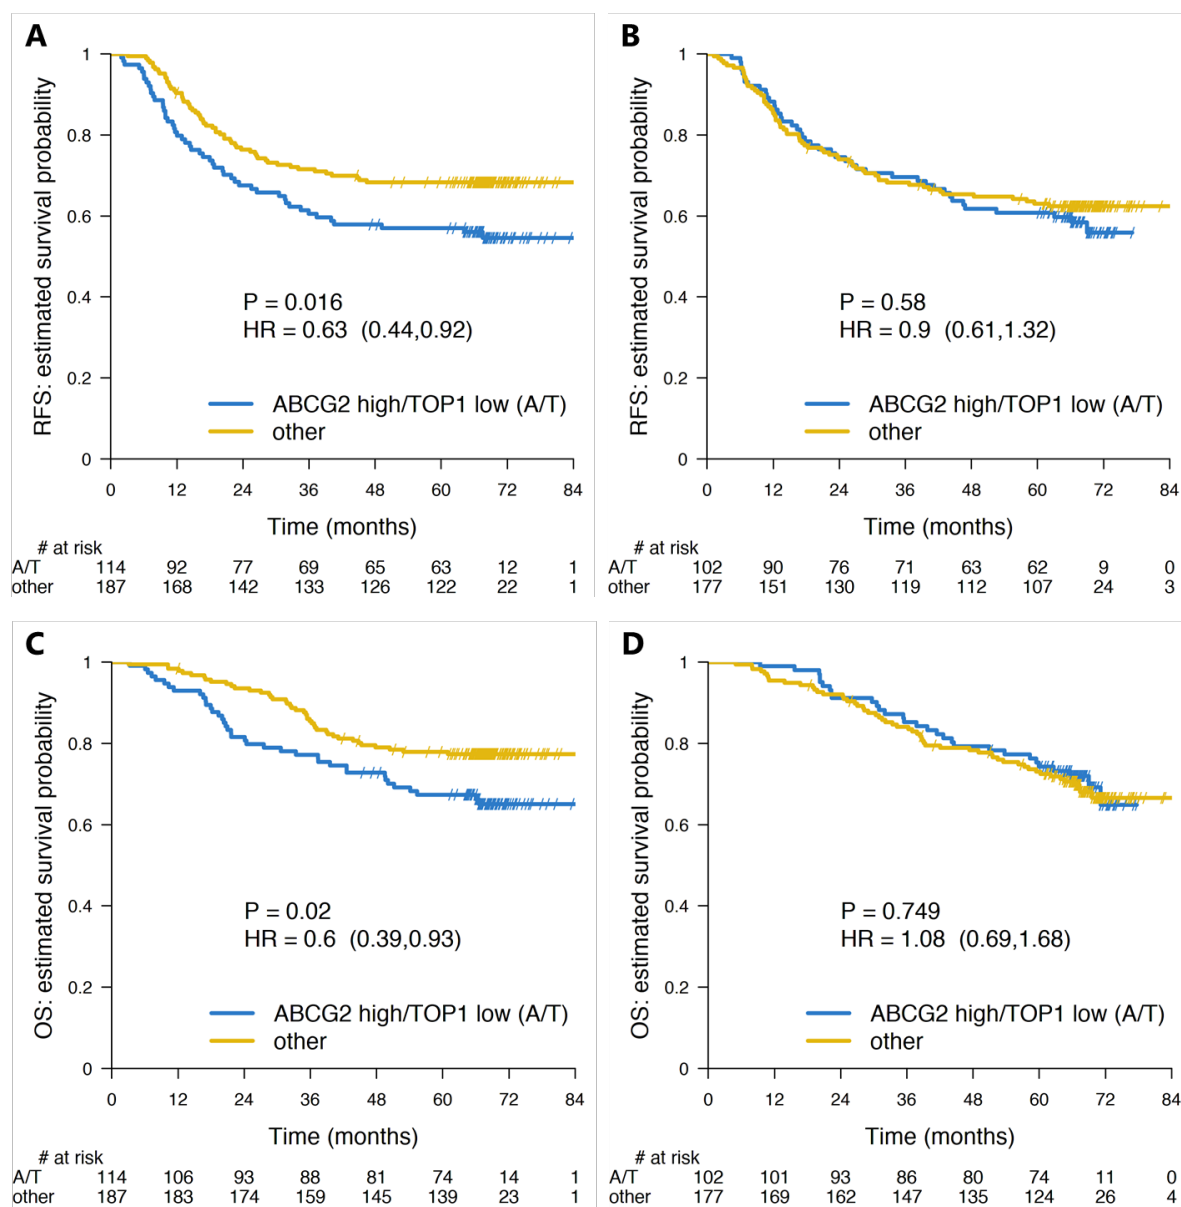 A
RFS: estimated survival probability
1
0.8
0.6
0.4
0.2
0
P = 0.016
HR = 0.63 (0.44,0.92)
ABCG2 high/TOP1 low (A/T)
other
0 12 24 36 48 60 72 84
Time (months)
# at risk
A/T 114 92 77 69 65 63 12 1
other 187 168 142 133 126 122 22 1
B
RFS: estimated survival probability
1
0.8
0.6
0.4
0.2
0
P = 0.58
HR = 0.9 (0.61,1.32)
ABCG2 high/TOP1 low (A/T)
other
0 12 24 36 48 60 72 84
Time (months)
# at risk
A/T 102 90 76 71 63 62 9 0
other 177 151 130 119 112 107 24 3
C
OS: estimated survival probability
1
0.8
0.6
0.4
0.2
0
P = 0.02
HR = 0.6 (0.39,0.93)
ABCG2 high/TOP1 low (A/T)
other
0 12 24 36 48 60 72 84
Time (months)
# at risk
A/T 114 106 93 88 81 74 14 1
other 187 183 174 159 145 139 23 1
D
OS: estimated survival probability
1
0.8
0.6
0.4
0.2
0
P = 0.749
HR = 1.08 (0.69,1.68)
ABCG2 high/TOP1 low (A/T)
other
0 12 24 36 48 60 72 84
Time (months)
# at risk
A/T 102 101 93 86 80 74 11 0
other 177 169 162 147 135 124 26 4